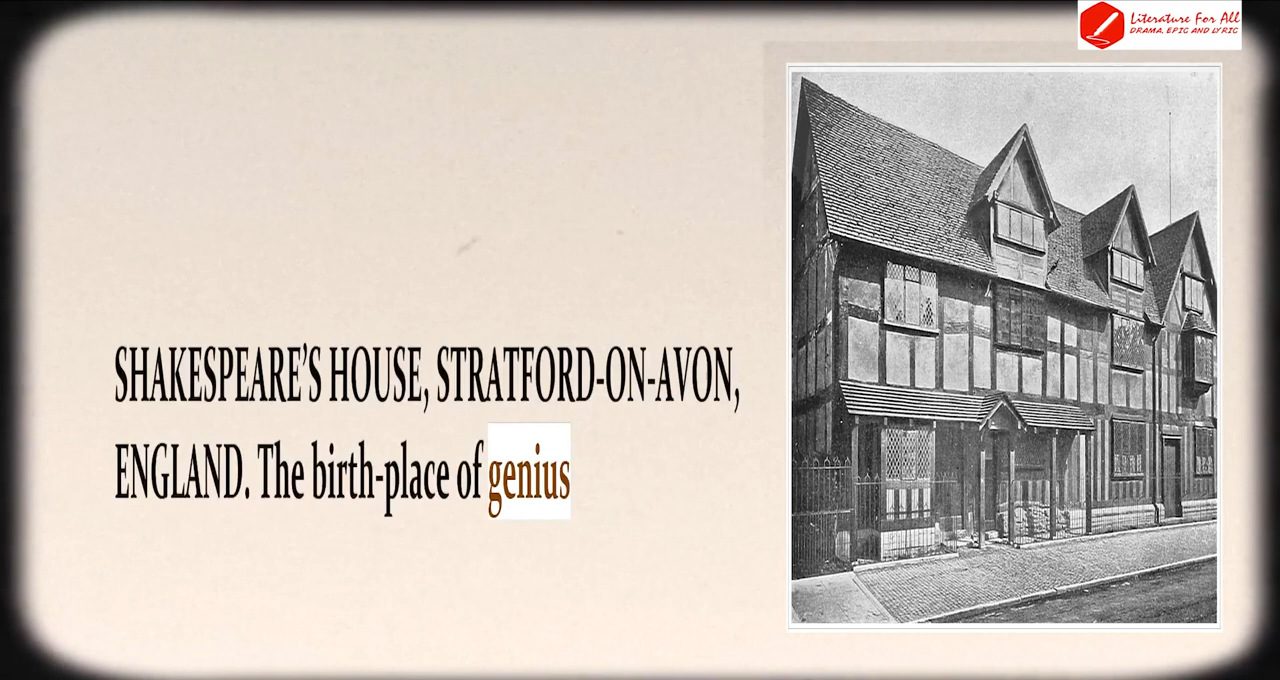 Literature For All
DRAMA, EPIC AND LYRIC
SHAKESPEARE’S HOUSE, STRATFORD-ON-AVON,
ENGLAND. The birth-place of genius